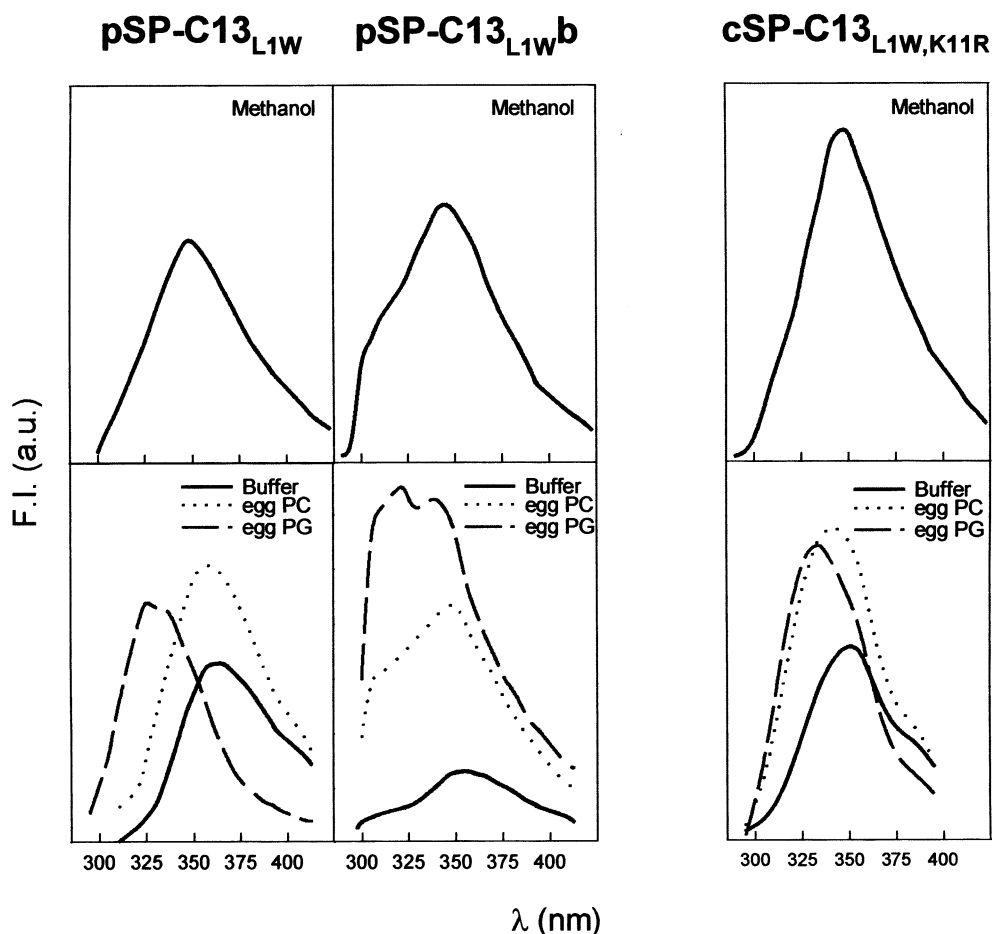 pSP-C13L1W pSP-C13L1Wb cSP-C13L1W,K11R
Methanol Methanol Methanol
F.I. (a.u.)
Buffer Buffer Buffer
egg PC egg PC egg PC
egg PG egg PG egg PG
300 325 350 375 400 300 325 350 375 400 300 325 350 375 400
λ (nm)